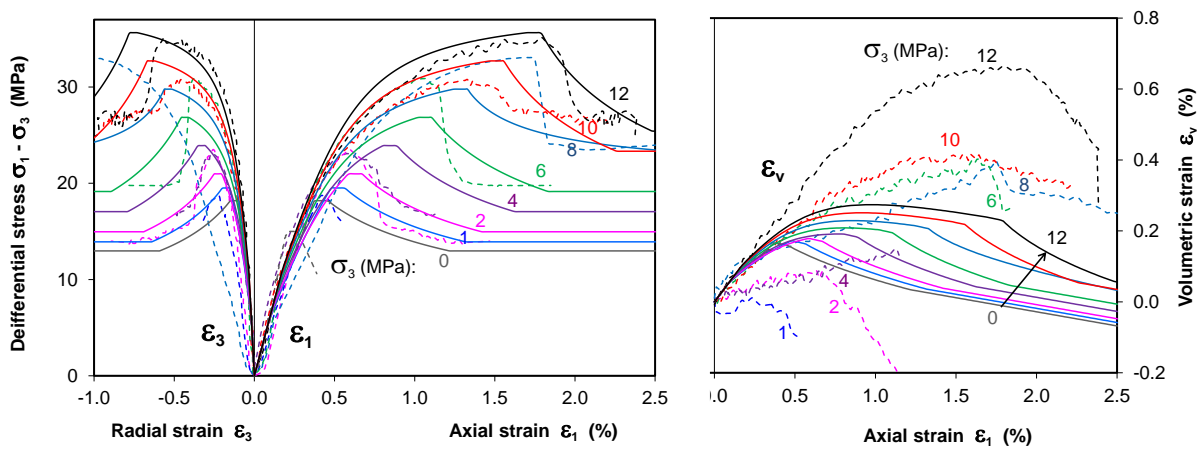 Deifferential stress σ1 - σ3 (MPa)
30
20
10
0
-1.0 -0.5 0.0 0.5 1.0 1.5 2.0 2.5
Radial strain ε3 Axial strain ε1 (%)
12
10
8
6
4
2
1
0
σ3 (MPa):
ε3 ε1
σ3 (MPa):
12
10
8
6
εv
12
4
2
1
0
0.8
0.6
0.4
0.2
0.0
-0.2
Volumetric strain εv (%)
0.0 0.5 1.0 1.5 2.0 2.5
Axial strain ε1 (%)